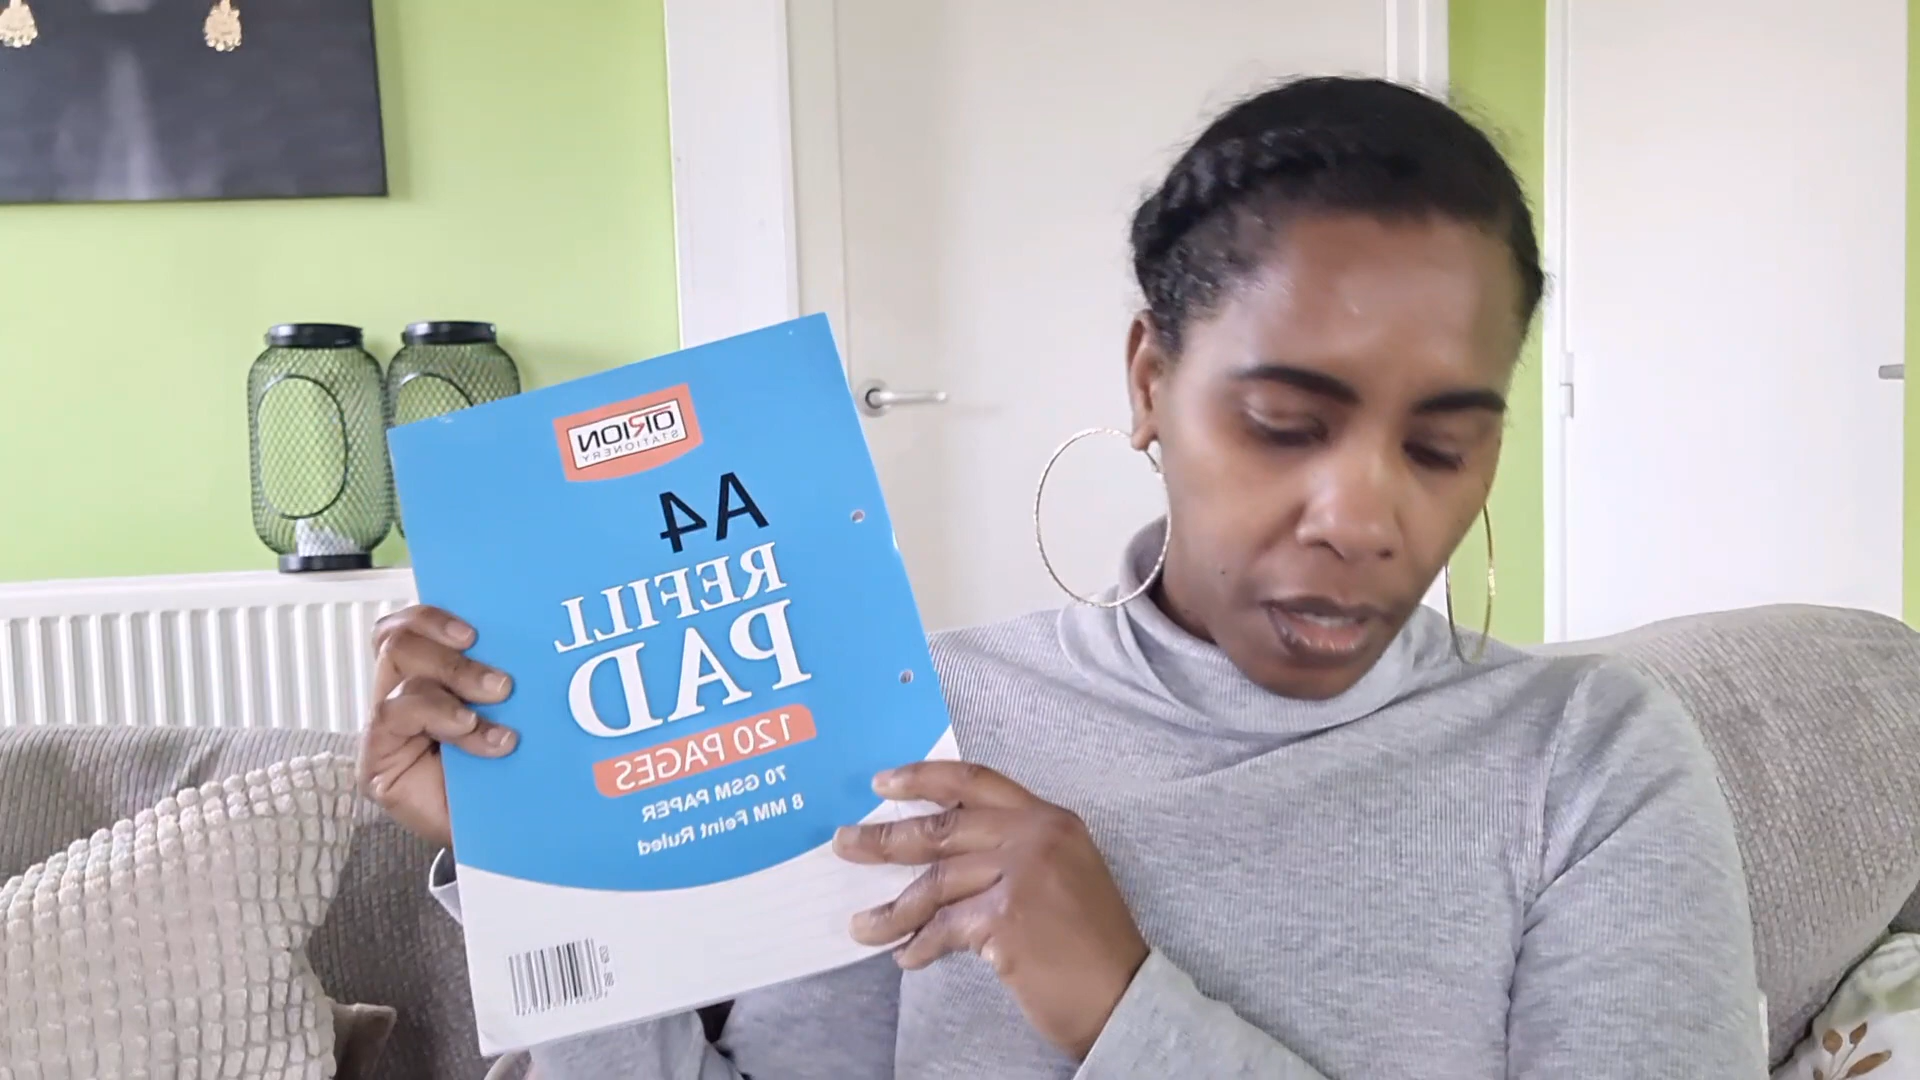 ORION
STATIONERY
A4
REFILL
PAD
120 PAGES
70 GSM PAPER
8 MM Feint Ruled